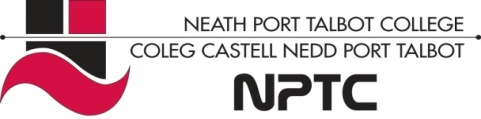 NEATH PORT TALBOT COLLEGE
COLEG CASTELL NEDD PORT TALBOT
NPTC